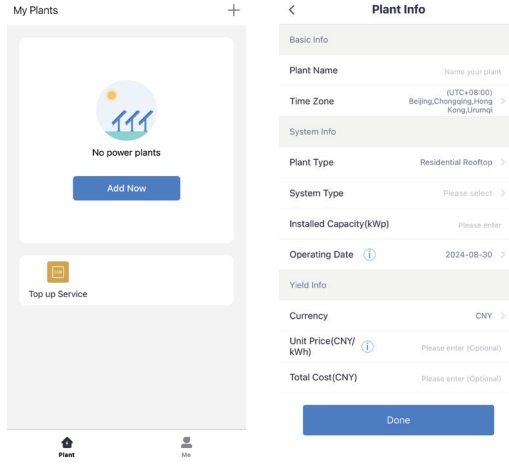 My Plants
No power plants
Add Now
Top up Service
Plant
Me
Plant Info
Basic Info
Plant Name
Name your plant
Time Zone
(UTC+08:00)
Beijing,Chongqing,Hong
Kong,Urumqi
System Info
Plant Type
Residential Rooftop
System Type
Please select
Installed Capacity(kWp)
Please enter
Operating Date
2024-08-30
Yield Info
Currency
CNY
Unit Price(CNY/
kWh)
Please enter (Optional)
Total Cost(CNY)
Please enter (Optional)
Done